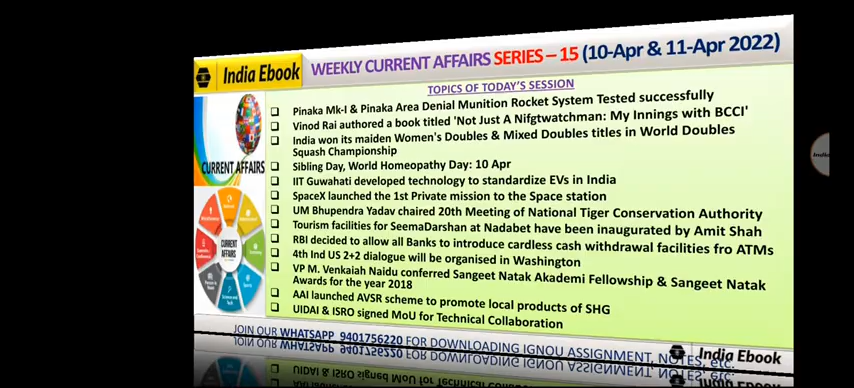 India Ebook
WEEKLY CURRENT AFFAIRS SERIES – 15 (10-Apr & 11-Apr 2022)
TOPICS OF TODAY'S SESSION
CURRENT AFFAIRS
Pinaka Mk-I & Pinaka Area Denial Munition Rocket System Tested successfully
Vinod Rai authored a book titled 'Not Just A Nifgtwatchman: My Innings with BCCI'
India won its maiden Women's Doubles & Mixed Doubles titles in World Doubles
Squash Championship
Sibling Day, World Homeopathy Day: 10 Apr
IIT Guwahati developed technology to standardize EVs in India
SpaceX launched the 1st Private mission to the Space station
UM Bhupendra Yadav chaired 20th Meeting of National Tiger Conservation Authority
Tourism facilities for SeemaDarshan at Nadabet have been inaugurated by Amit Shah
RBI decided to allow all Banks to introduce cardless cash withdrawal facilities fro ATMs
4th Ind US 2+2 dialogue will be organised in Washington
VP M. Venkaiah Naidu conferred Sangeet Natak Akademi Fellowship & Sangeet Natak
Awards for the year 2018
AAI launched AVSR scheme to promote local products of SHG
UIDAI & ISRO signed MoU for Technical Collaboration
CURRENT
AFFAIRS
JOIN OUR WHATSAPP 9401756220 FOR DOWNLOADING IGNOU ASSIGNMENT, NOTES, etc.
India Ebook